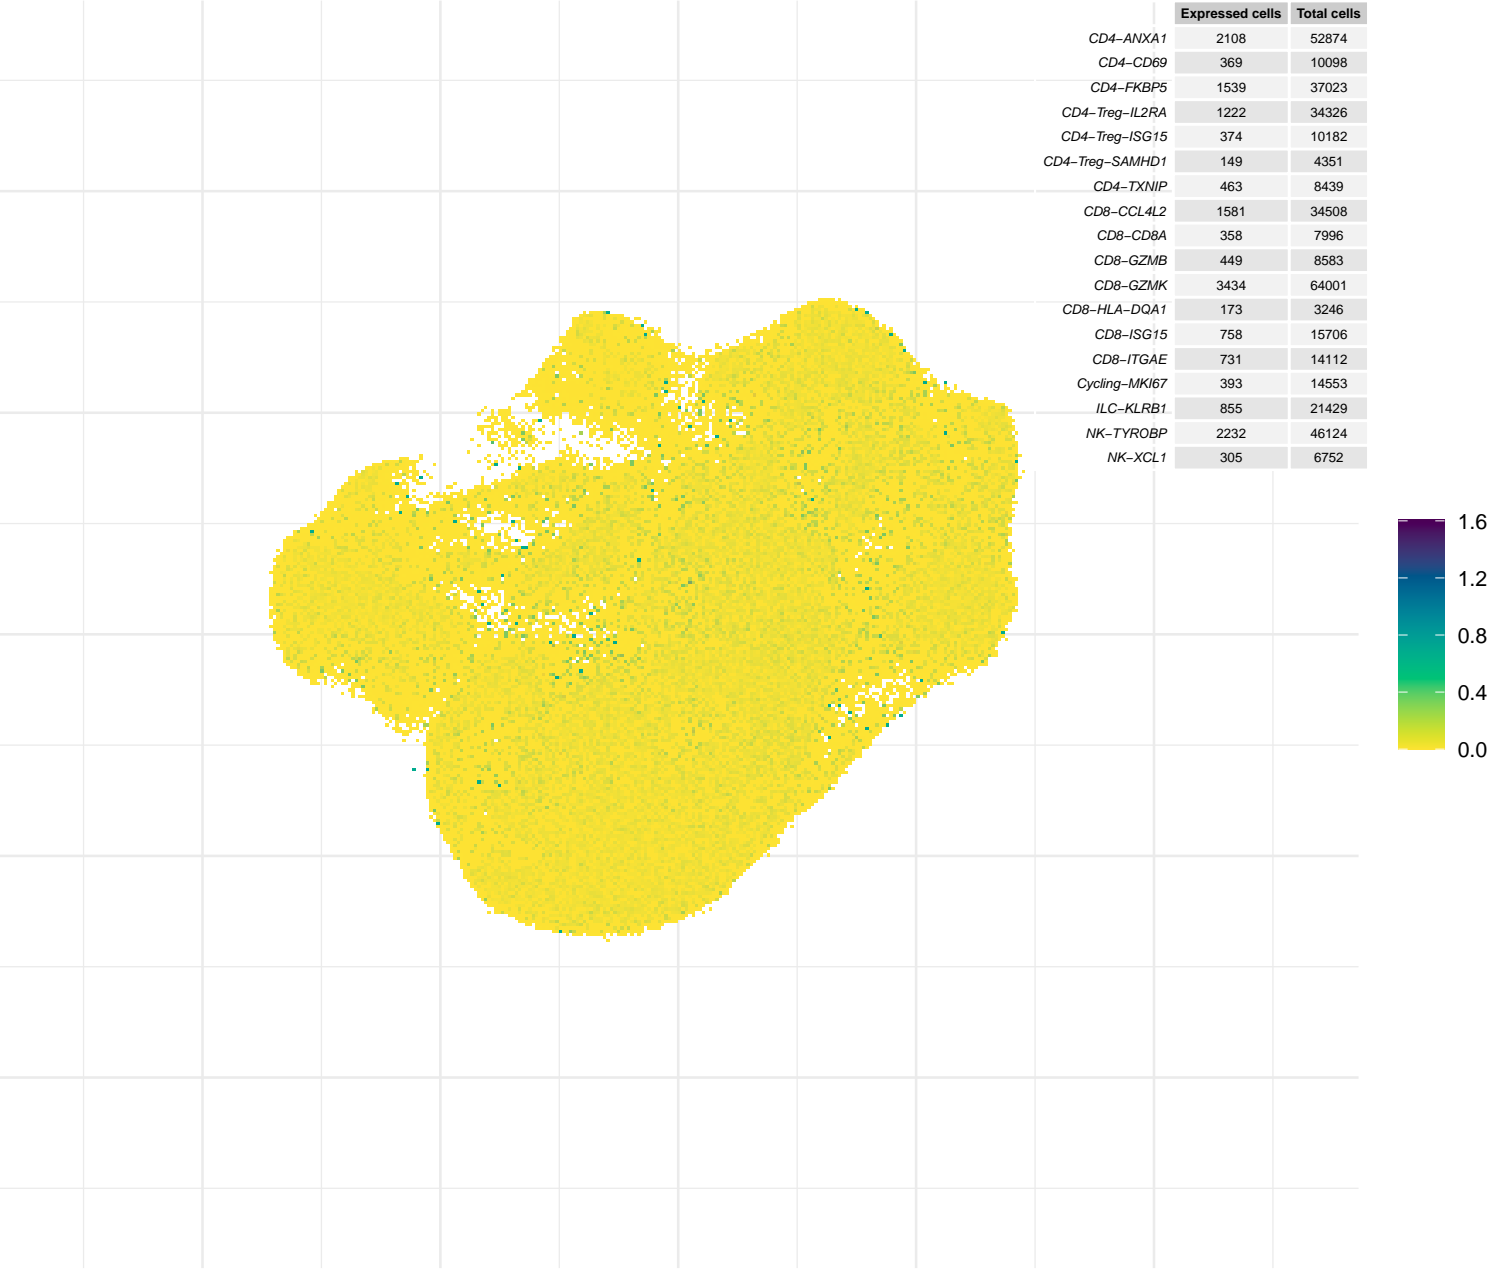 Expressed cells Total cells
CD4−ANXA1 2108 52874
CD4−CD69 369 10098
CD4−FKBP5 1539 37023
CD4−Treg−IL2RA 1222 34326
CD4−Treg−ISG15 374 10182
CD4−Treg−SAMHD1 149 4351
CD4−TXNIP 463 8439
CD8−CCL4L2 1581 34508
CD8−CD8A 358 7996
CD8−GZMB 449 8583
CD8−GZMK 3434 64001
CD8−HLA−DQA1 173 3246
CD8−ISG15 758 15706
CD8−ITGAE 731 14112
Cycling−MKI67 393 14553
ILC−KLRB1 855 21429
NK−TYROBP 2232 46124
NK−XCL1 305 6752
1.6
1.2
0.8
0.4
0.0